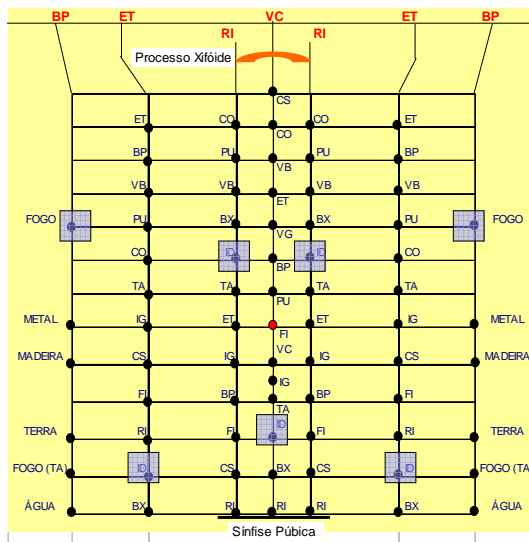 BP ET VC ET BP
RI RI
Processo Xifóide
CS
ET CO CO ET
CO
BP PU PU BP
VB
VB VB VB VB
ET
FOGO PU BX BX PU FOGO
VG
CO ID ID CO
BP
TA TA TA TA
PU
METAL IG ET ET IG METAL
FI
MADEIRA CS IG VC IG CS MADEIRA
IG
FI BP BP FI
TA
TERRA RI FI ID FI RI TERRA
FOGO (TA) ID CS BX CS ID FOGO (TA)
ÁGUA BX RI RI RI BX ÁGUA
Sínfise Púbica